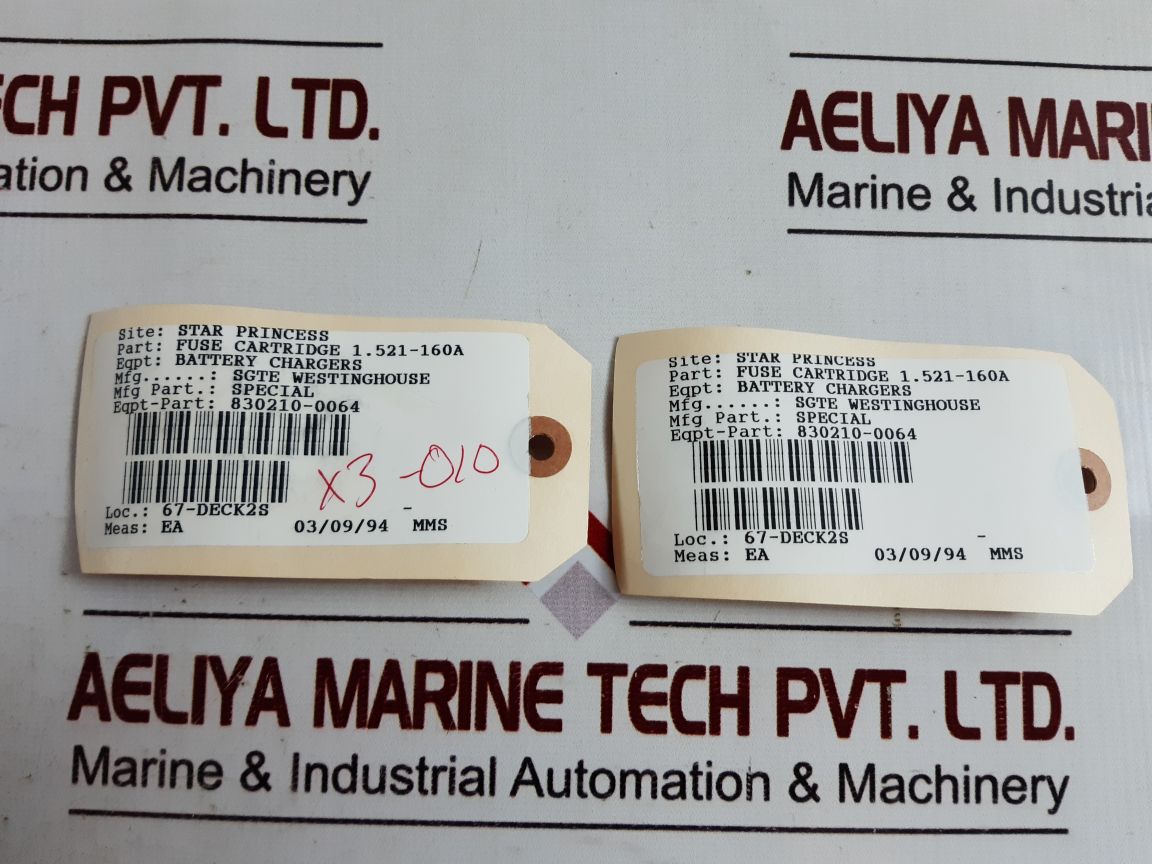 CH PVT. LTD.
ation & Machinery
AELIYA MARI
Marine & Industria
Site: STAR PRINCESS
Part: FUSE CARTRIDGE 1.521-160A
Eqpt: BATTERY CHARGERS
Mfg......: SGTE WESTINGHOUSE
Mfg Part.: SPECIAL
Eqpt-Part: 830210-0064
X3 -010
Loc.: 67-DECK2S -
Meas: EA 03/09/94 MMS
Site: STAR PRINCESS
Part: FUSE CARTRIDGE 1.521-160A
Eqpt: BATTERY CHARGERS
Mfg......: SGTE WESTINGHOUSE
Mfg Part.: SPECIAL
Eqpt-Part: 830210-0064
Loc.: 67-DECK2S -
Meas: EA 03/09/94 MMS
AELIYA MARINE TECH PVT. LTD.
Marine & Industrial Automation & Machinery